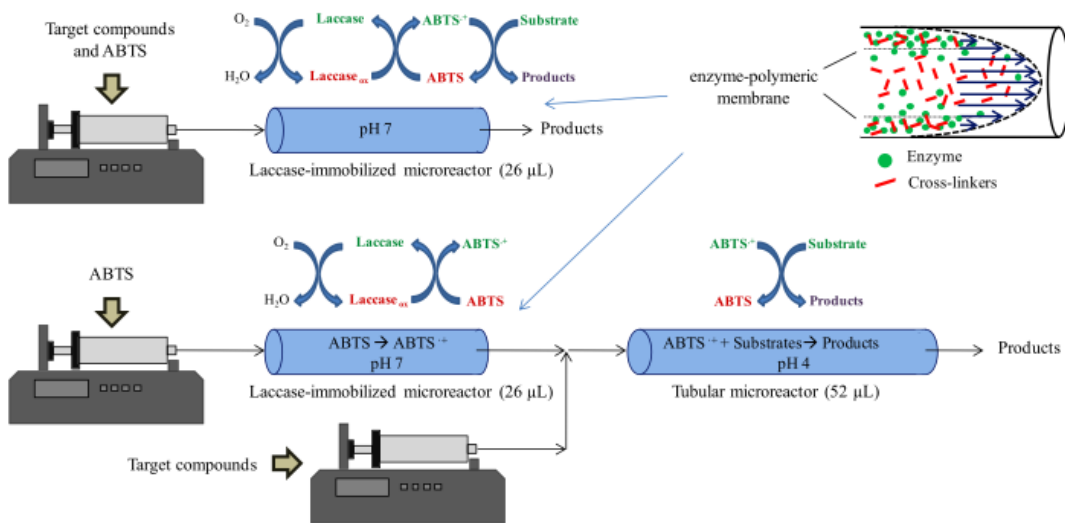 Target compounds
and ABTS
O₂
Laccase
ABTS·⁺
Substrate
H₂O
Laccaseₒₓ
ABTS
Products
pH 7
Products
Laccase-immobilized microreactor (26 µL)
enzyme-polymeric
membrane
Enzyme
Cross-linkers
ABTS
O₂
Laccase
ABTS·⁺
H₂O
Laccaseₒₓ
ABTS
ABTS → ABTS·⁺
pH 7
Laccase-immobilized microreactor (26 µL)
ABTS·⁺
Substrate
ABTS
Products
ABTS·⁺ + Substrates→ Products
pH 4
Tubular microreactor (52 µL)
Products
Target compounds